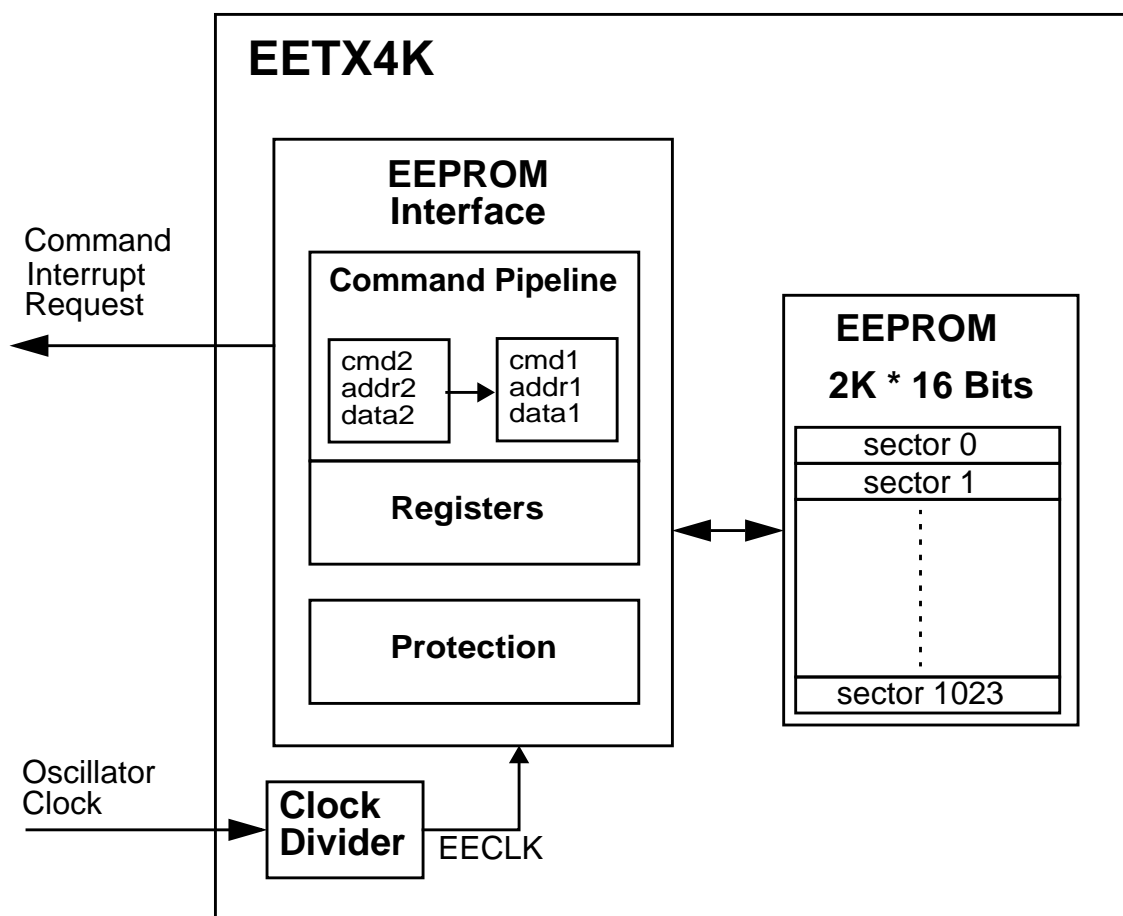 EETX4K
EEPROM
Interface
Command
Interrupt
Request
Command Pipeline
cmd2
addr2
data2
cmd1
addr1
data1
Registers
Protection
EEPROM
2K * 16 Bits
sector 0
sector 1
sector 1023
Oscillator
Clock
Clock
Divider
EECLK